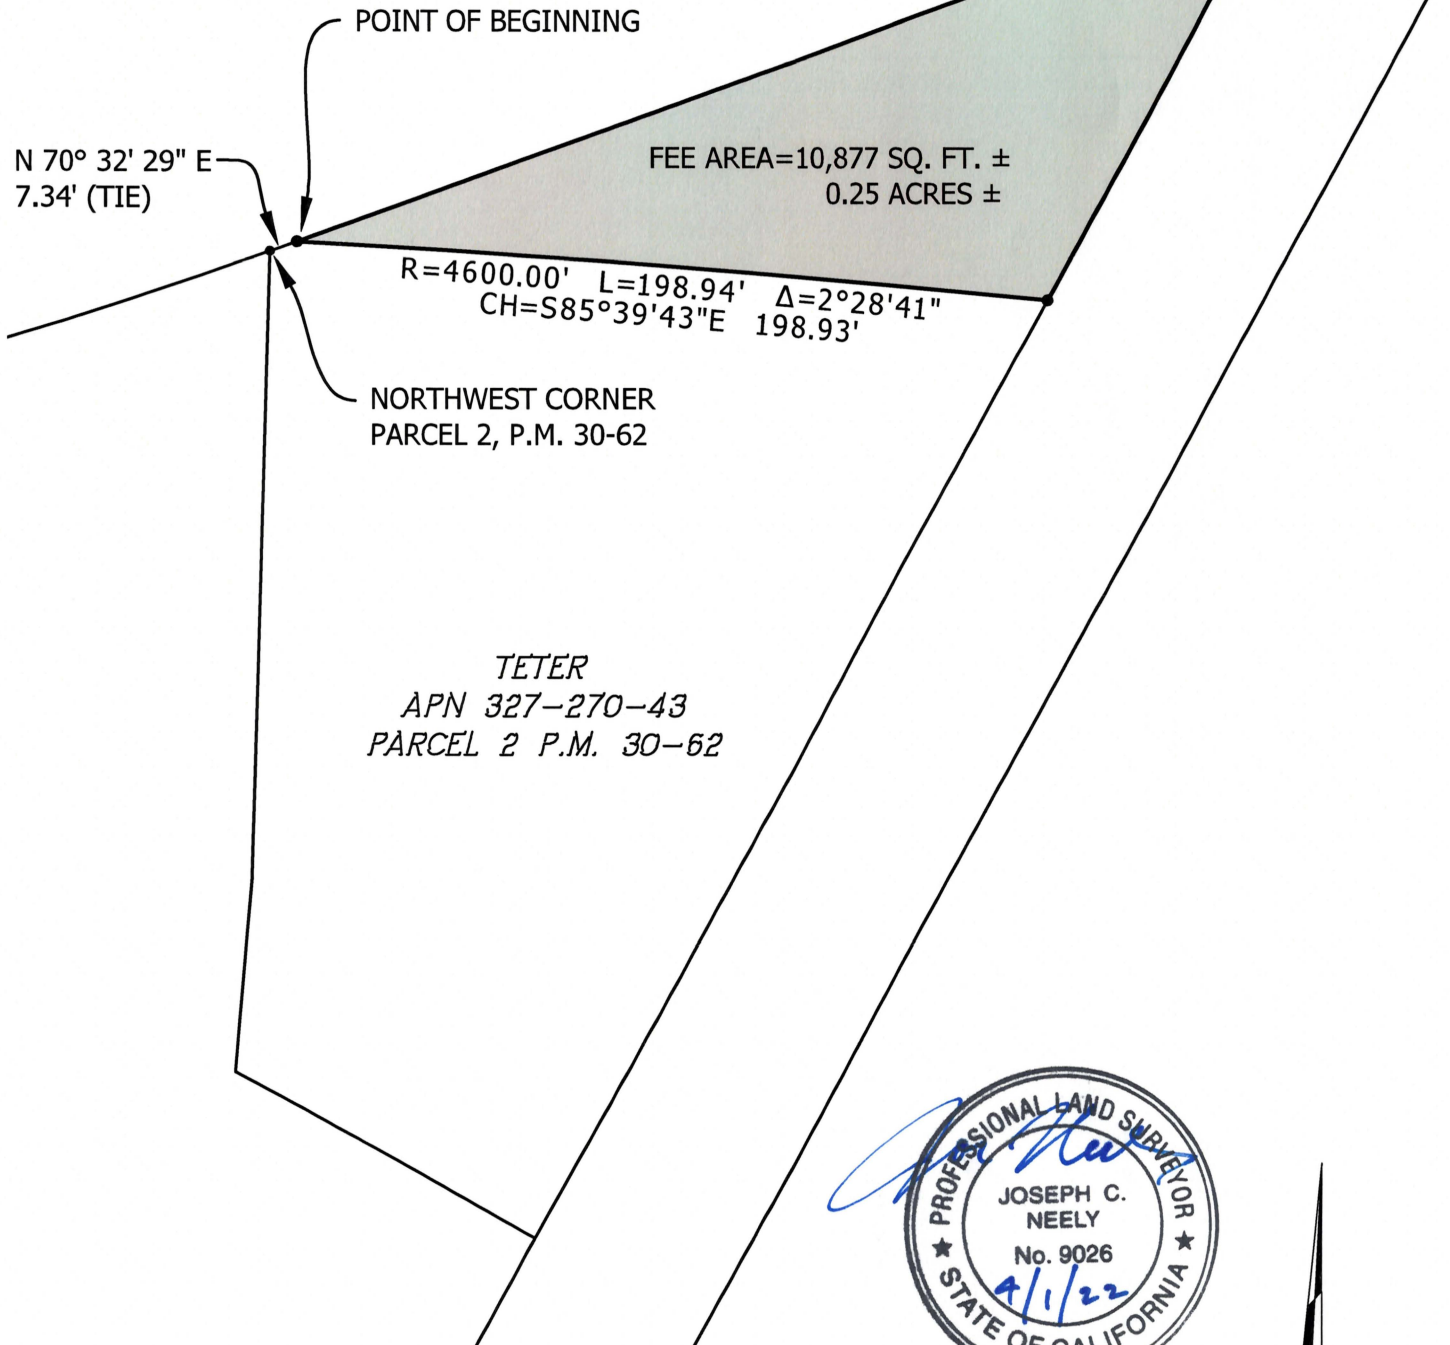 POINT OF BEGINNING
N 70° 32' 29" E
7.34' (TIE)
FEE AREA=10,877 SQ. FT. ±
0.25 ACRES ±
R=4600.00' L=198.94' Δ=2°28'41"
CH=S85°39'43"E 198.93'
NORTHWEST CORNER
PARCEL 2, P.M. 30-62
TETER
APN 327-270-43
PARCEL 2 P.M. 30-62
PROFESSIONAL LAND SURVEYOR
JOSEPH C.
NEELY
No. 9026
4/1/22
STATE OF CALIFORNIA